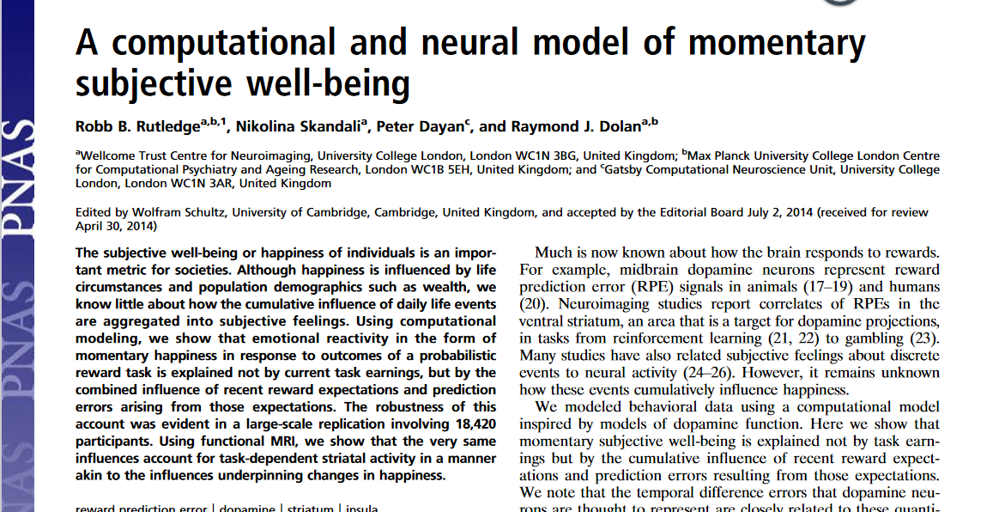 PNAS PNAS PNAS
A computational and neural model of momentary
subjective well-being
Robb B. Rutledgea,b,1, Nikolina Skandalia, Peter Dayanc, and Raymond J. Dolana,b
aWellcome Trust Centre for Neuroimaging, University College London, London WC1N 3BG, United Kingdom; bMax Planck University College London Centre
for Computational Psychiatry and Ageing Research, London WC1B 5EH, United Kingdom; and cGatsby Computational Neuroscience Unit, University College
London, London WC1N 3AR, United Kingdom
Edited by Wolfram Schultz, University of Cambridge, Cambridge, United Kingdom, and accepted by the Editorial Board July 2, 2014 (received for review
April 30, 2014)
The subjective well-being or happiness of individuals is an impor-
tant metric for societies. Although happiness is influenced by life
circumstances and population demographics such as wealth, we
know little about how the cumulative influence of daily life events
are aggregated into subjective feelings. Using computational
modeling, we show that emotional reactivity in the form of
momentary happiness in response to outcomes of a probabilistic
reward task is explained not by current task earnings, but by the
combined influence of recent reward expectations and prediction
errors arising from those expectations. The robustness of this
account was evident in a large-scale replication involving 18,420
participants. Using functional MRI, we show that the very same
influences account for task-dependent striatal activity in a manner
akin to the influences underpinning changes in happiness.
reward prediction error | dopamine | striatum | insula
Much is now known about how the brain responds to rewards.
For example, midbrain dopamine neurons represent reward
prediction error (RPE) signals in animals (17–19) and humans
(20). Neuroimaging studies report correlates of RPEs in the
ventral striatum, an area that is a target for dopamine projections,
in tasks from reinforcement learning (21, 22) to gambling (23).
Many studies have also related subjective feelings about discrete
events to neural activity (24–26). However, it remains unknown
how these events cumulatively influence happiness.
We modeled behavioral data using a computational model
inspired by models of dopamine function. Here we show that
momentary subjective well-being is explained not by task earn-
ings but by the cumulative influence of recent reward expect-
ations and prediction errors resulting from those expectations.
We note that the temporal difference errors that dopamine neu-
rons are thought to represent are closely related to these quanti-